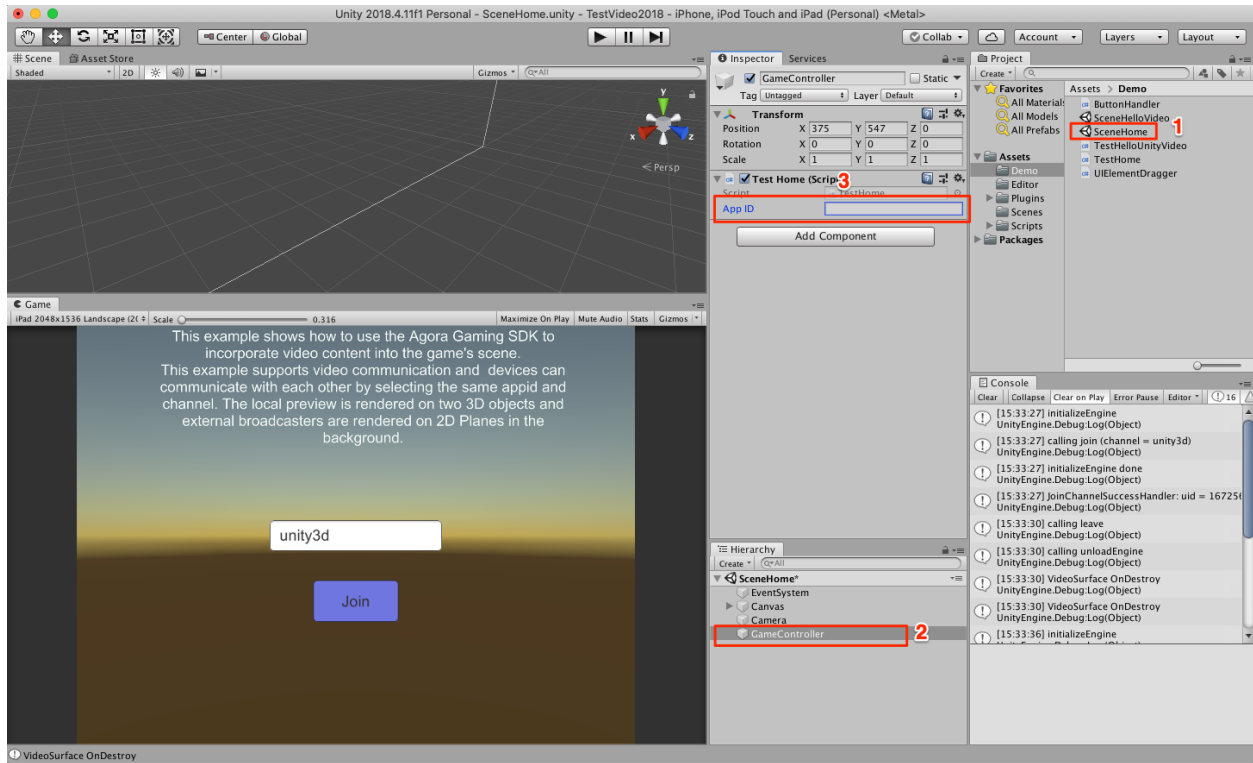 Unity 2018.4.11f1 Personal - SceneHome.unity - TestVideo2018 - iPhone, iPod Touch and iPad (Personal) <Metal>
Center Global Collab Account Layers Layout
Scene Asset Store
Shaded 2D Gizmos All
y
x z
Persp
Game
iPad 2048x1536 Landscape (2( Scale 0.316 Maximize On Play Mute Audio Stats Gizmos
This example shows how to use the Agora Gaming SDK to
incorporate video content into the game's scene.
This example supports video communication and devices can
communicate with each other by selecting the same appid and
channel. The local preview is rendered on two 3D objects and
external broadcasters are rendered on 2D Planes in the
background.
unity3d
Join
Inspector Services
GameController Static
Tag Untagged Layer Default
Transform
Position X 375 Y 547 Z 0
Rotation X 0 Y 0 Z 0
Scale X 1 Y 1 Z 1
Test Home (Scrip
3
Script TestHome
App ID
Add Component
Hierarchy
Create All
SceneHome*
EventSystem
Canvas
Camera
GameController
2
Project
Create
Favorites
All Materials
All Models
All Prefabs
Assets
Demo
Editor
Plugins
Scenes
Scripts
Packages
Assets > Demo
ButtonHandler
SceneHelloVideo
SceneHome
1
TestHelloUnityVideo
TestHome
UIElementDragger
Console
Clear Collapse Clear on Play Error Pause Editor 16
[15:33:27] initializeEngine
UnityEngine.Debug:Log(Object)
[15:33:27] calling join (channel = unity3d)
UnityEngine.Debug:Log(Object)
[15:33:27] initializeEngine done
UnityEngine.Debug:Log(Object)
[15:33:27] JoinChannelSuccessHandler: uid = 167256
UnityEngine.Debug:Log(Object)
[15:33:30] calling leave
UnityEngine.Debug:Log(Object)
[15:33:30] calling unloadEngine
UnityEngine.Debug:Log(Object)
[15:33:30] VideoSurface OnDestroy
UnityEngine.Debug:Log(Object)
[15:33:30] VideoSurface OnDestroy
UnityEngine.Debug:Log(Object)
[15:33:36] initializeEngine
VideoSurface OnDestroy